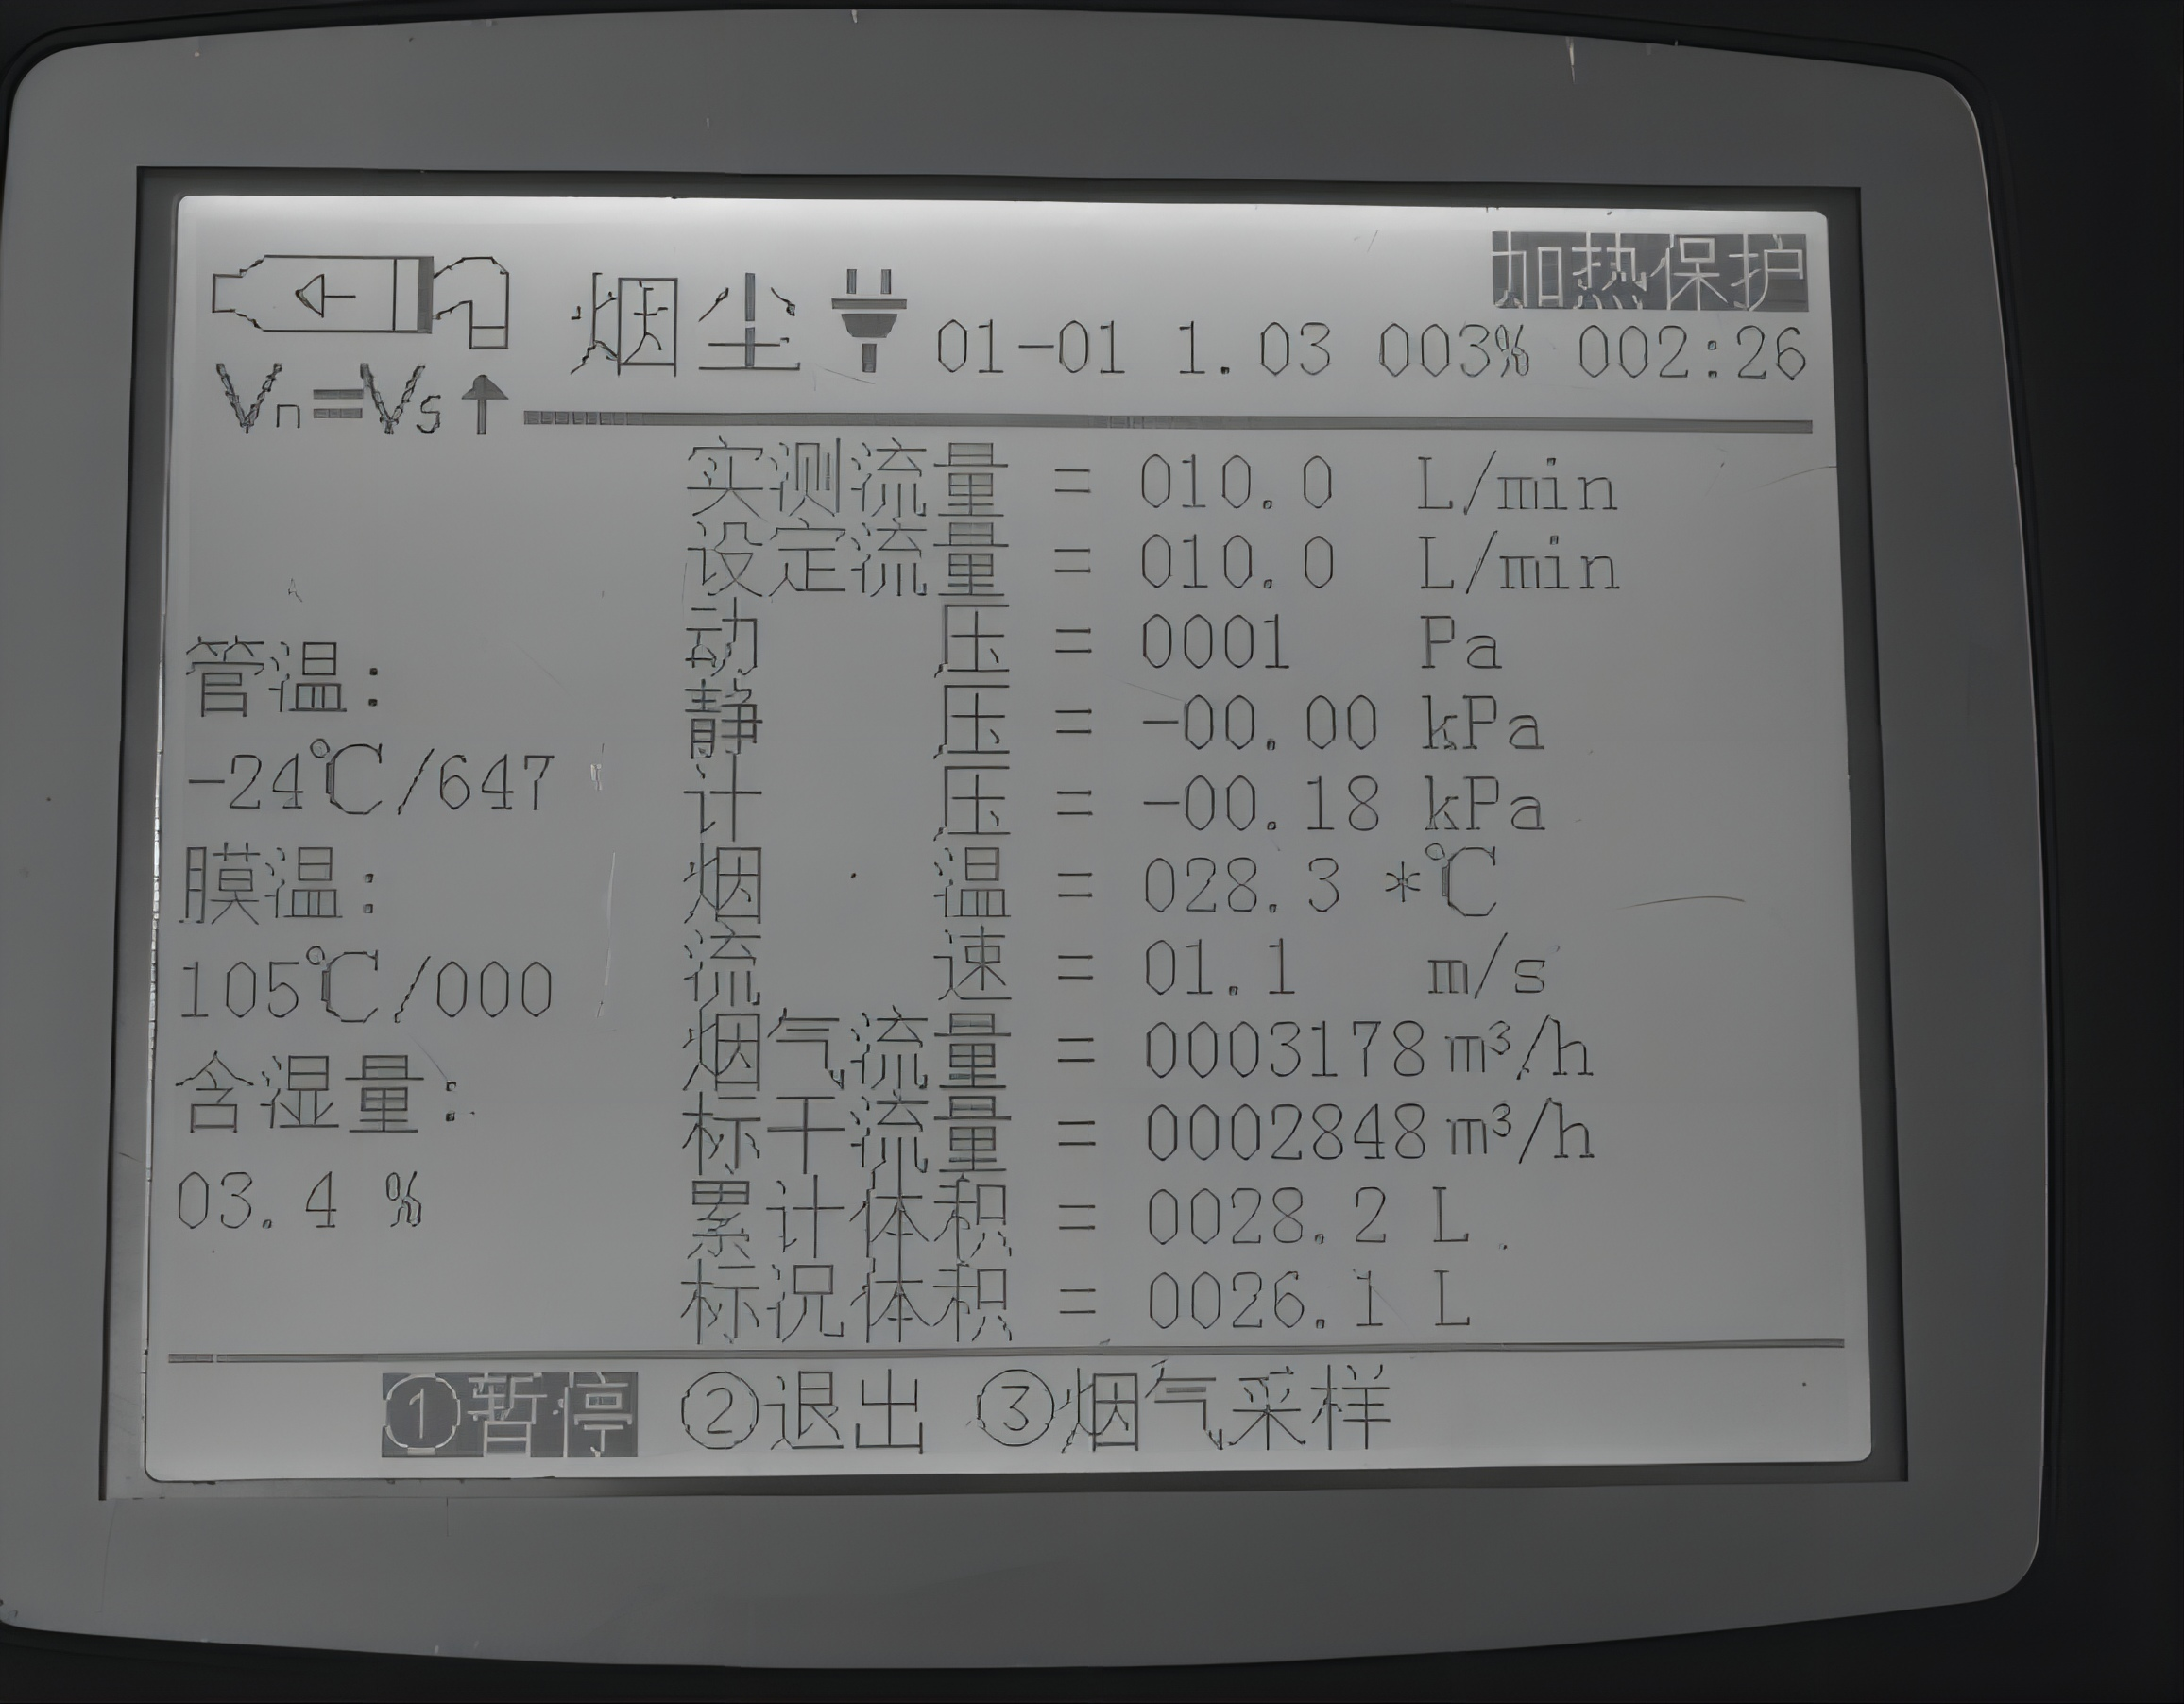 加热保护
烟尘 01-01 1.03 003% 002:26
Vn=Vs↑
实测流量 = 010.0 L/min
设定流量 = 010.0 L/min
动压 = 0001 Pa
静压 = -00.00 kPa
计压 = -00.18 kPa
烟温 = 028.3 *℃
流速 = 01.1 m/s
烟气流量 = 0003178 m³/h
标干流量 = 0002848 m³/h
累计体积 = 0028.2 L
标况体积 = 0026.1 L
管温:
-24℃/647
膜温:
105℃/000
含湿量:
03.4 %
①暂停 ②退出 ③烟气采样